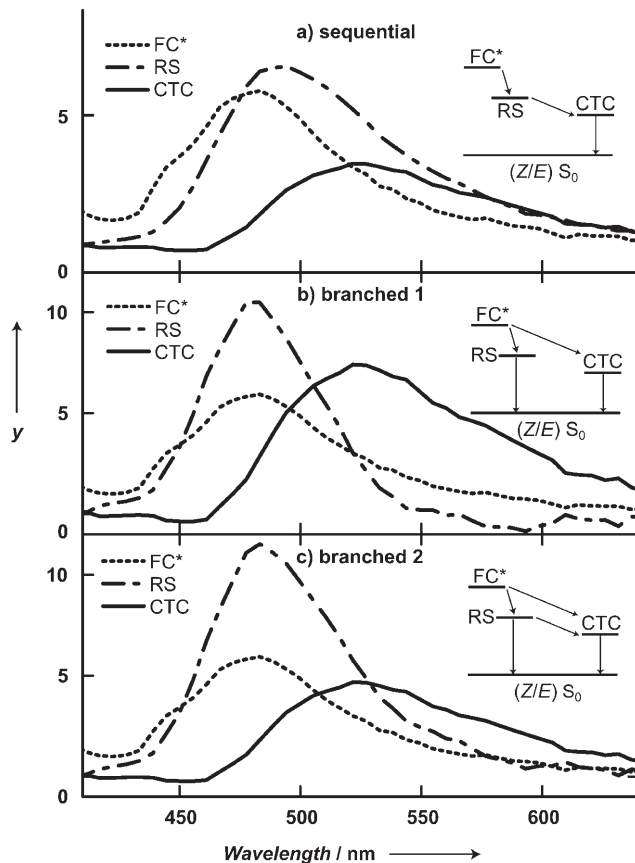 a) sequential
FC*
RS
CTC
FC*
RS
CTC
(Z/E) S₀
5
0
b) branched 1
FC*
RS
CTC
FC*
RS
CTC
(Z/E) S₀
10
5
0
y
c) branched 2
FC*
RS
CTC
FC*
RS
CTC
(Z/E) S₀
10
5
0
450 500 550 600
Wavelength / nm